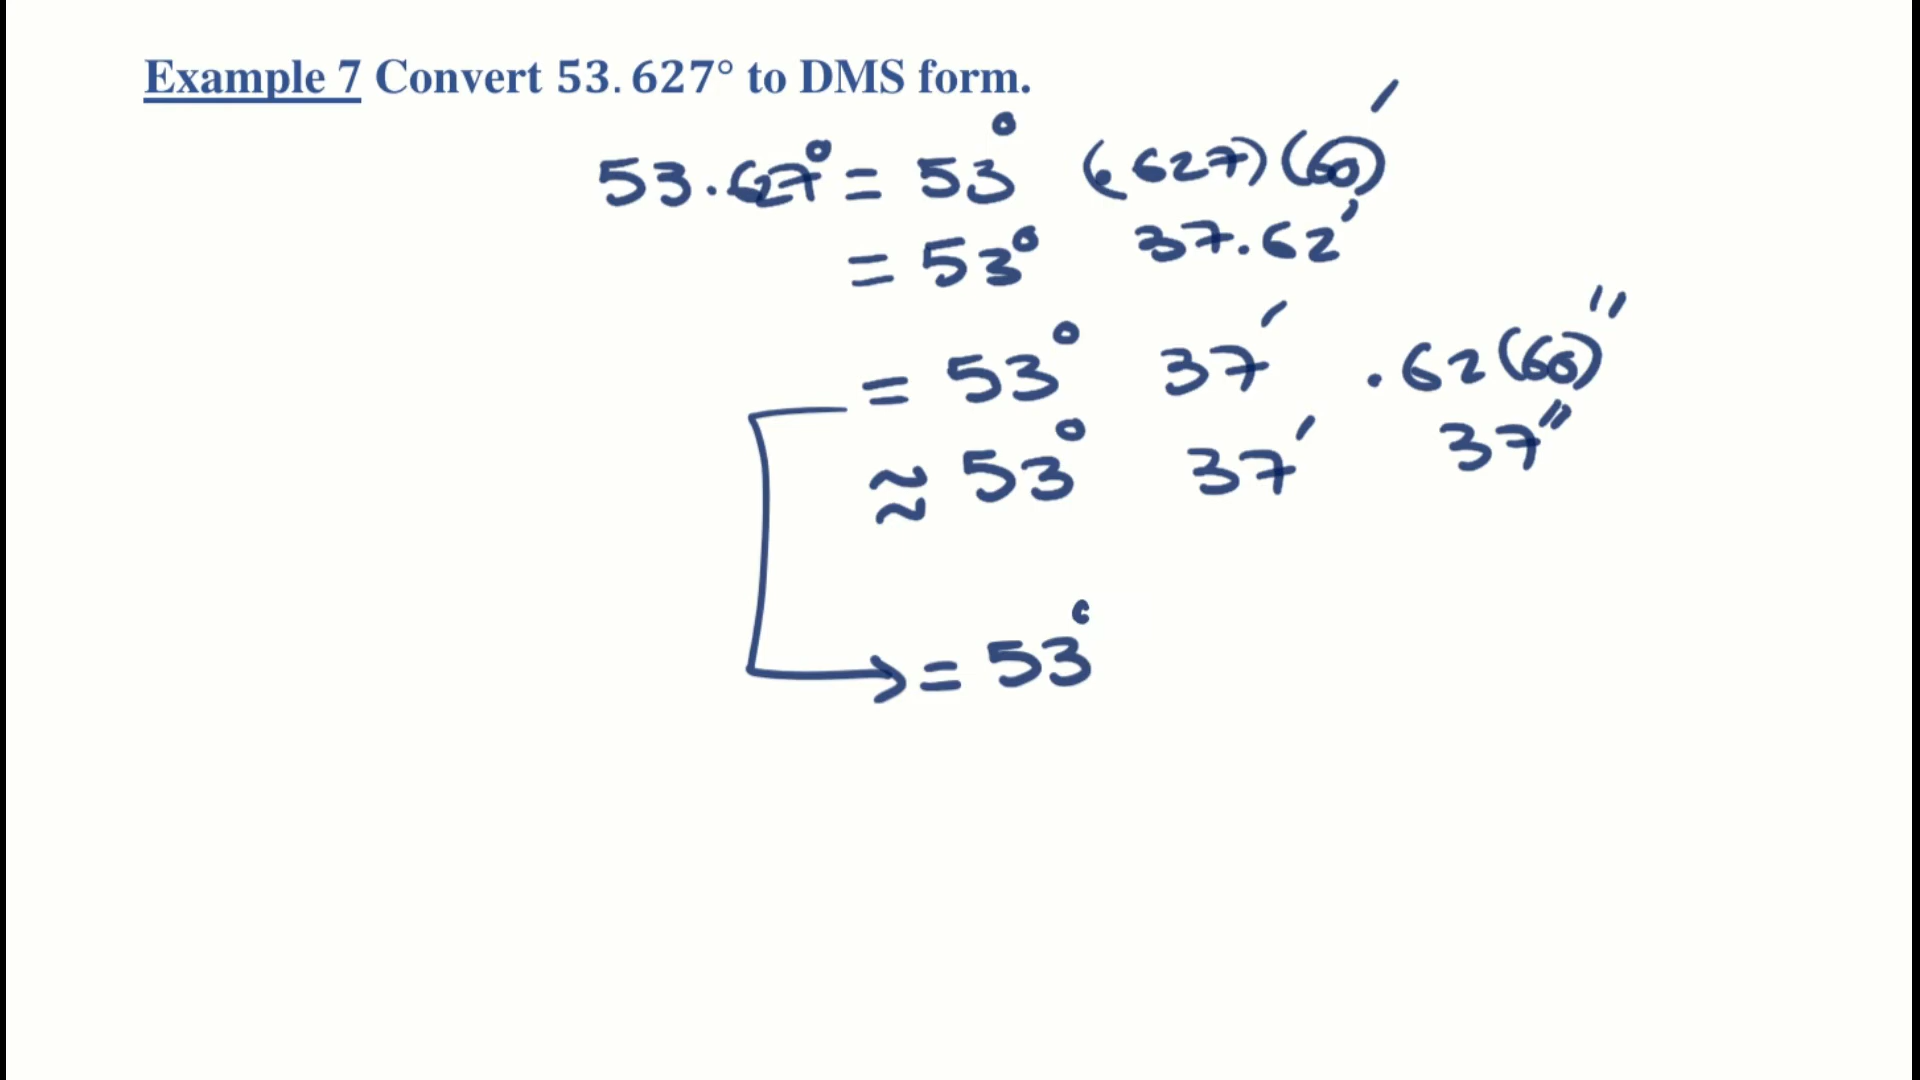 Example 7 Convert 53.627° to DMS form.
53.627° = 53° (.627)(60)′
= 53° 37.62′
= 53° 37′ .62(60)″
≈ 53° 37′ 37″
= 53°